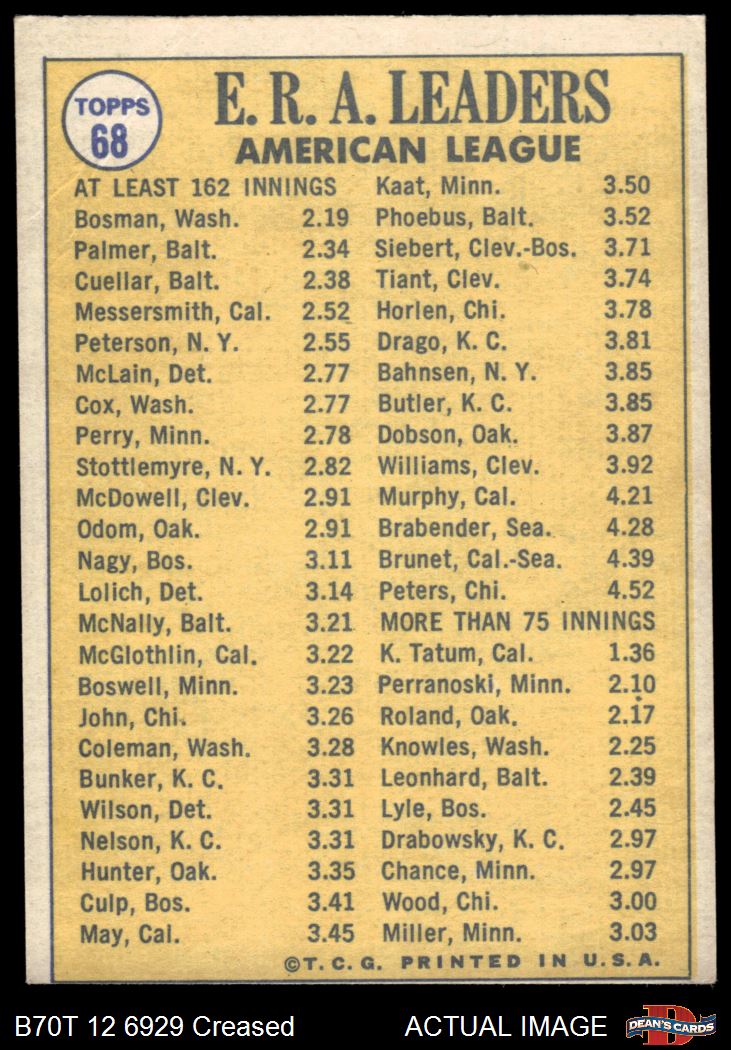 TOPPS
68
E. R. A. LEADERS
AMERICAN LEAGUE
AT LEAST 162 INNINGS
Bosman, Wash. 2.19
Palmer, Balt. 2.34
Cuellar, Balt. 2.38
Messersmith, Cal. 2.52
Peterson, N. Y. 2.55
McLain, Det. 2.77
Cox, Wash. 2.77
Perry, Minn. 2.78
Stottlemyre, N. Y. 2.82
McDowell, Clev. 2.91
Odom, Oak. 2.91
Nagy, Bos. 3.11
Lolich, Det. 3.14
McNally, Balt. 3.21
McGlothlin, Cal. 3.22
Boswell, Minn. 3.23
John, Chi. 3.26
Coleman, Wash. 3.28
Bunker, K. C. 3.31
Wilson, Det. 3.31
Nelson, K. C. 3.31
Hunter, Oak. 3.35
Culp, Bos. 3.41
May, Cal. 3.45
Kaat, Minn. 3.50
Phoebus, Balt. 3.52
Siebert, Clev.-Bos. 3.71
Tiant, Clev. 3.74
Horlen, Chi. 3.78
Drago, K. C. 3.81
Bahnsen, N. Y. 3.85
Butler, K. C. 3.85
Dobson, Oak. 3.87
Williams, Clev. 3.92
Murphy, Cal. 4.21
Brabender, Sea. 4.28
Brunet, Cal.-Sea. 4.39
Peters, Chi. 4.52
MORE THAN 75 INNINGS
K. Tatum, Cal. 1.36
Perranoski, Minn. 2.10
Roland, Oak. 2.17
Knowles, Wash. 2.25
Leonhard, Balt. 2.39
Lyle, Bos. 2.45
Drabowsky, K. C. 2.97
Chance, Minn. 2.97
Wood, Chi. 3.00
Miller, Minn. 3.03
©T. C. G. PRINTED IN U. S. A.
B70T 12 6929 Creased
ACTUAL IMAGE
D
DEAN'S CARDS